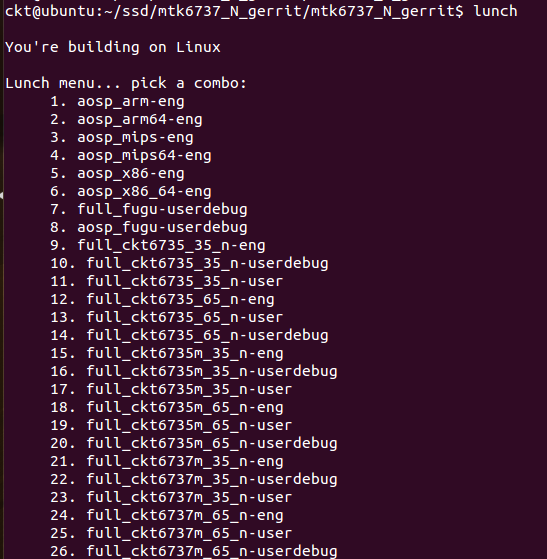 ckt@ubuntu:~/ssd/mtk6737_N_gerrit/mtk6737_N_gerrit$ lunch
You're building on Linux
Lunch menu... pick a combo:
1. aosp_arm-eng
2. aosp_arm64-eng
3. aosp_mips-eng
4. aosp_mips64-eng
5. aosp_x86-eng
6. aosp_x86_64-eng
7. full_fugu-userdebug
8. aosp_fugu-userdebug
9. full_ckt6735_35_n-eng
10. full_ckt6735_35_n-userdebug
11. full_ckt6735_35_n-user
12. full_ckt6735_65_n-eng
13. full_ckt6735_65_n-user
14. full_ckt6735_65_n-userdebug
15. full_ckt6735m_35_n-eng
16. full_ckt6735m_35_n-userdebug
17. full_ckt6735m_35_n-user
18. full_ckt6735m_65_n-eng
19. full_ckt6735m_65_n-user
20. full_ckt6735m_65_n-userdebug
21. full_ckt6737m_35_n-eng
22. full_ckt6737m_35_n-userdebug
23. full_ckt6737m_35_n-user
24. full_ckt6737m_65_n-eng
25. full_ckt6737m_65_n-user
26. full_ckt6737m_65_n-userdebug